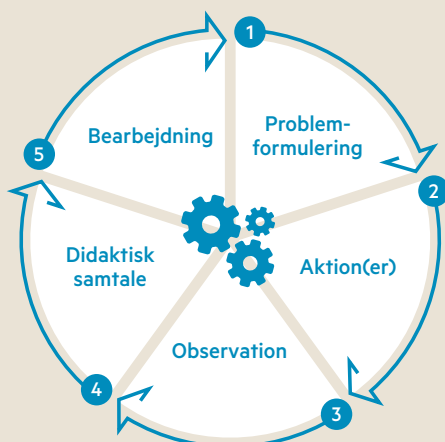 1
Problem-
formulering
2
Aktion(er)
3
Observation
4
Didaktisk
samtale
5
Bearbejdning